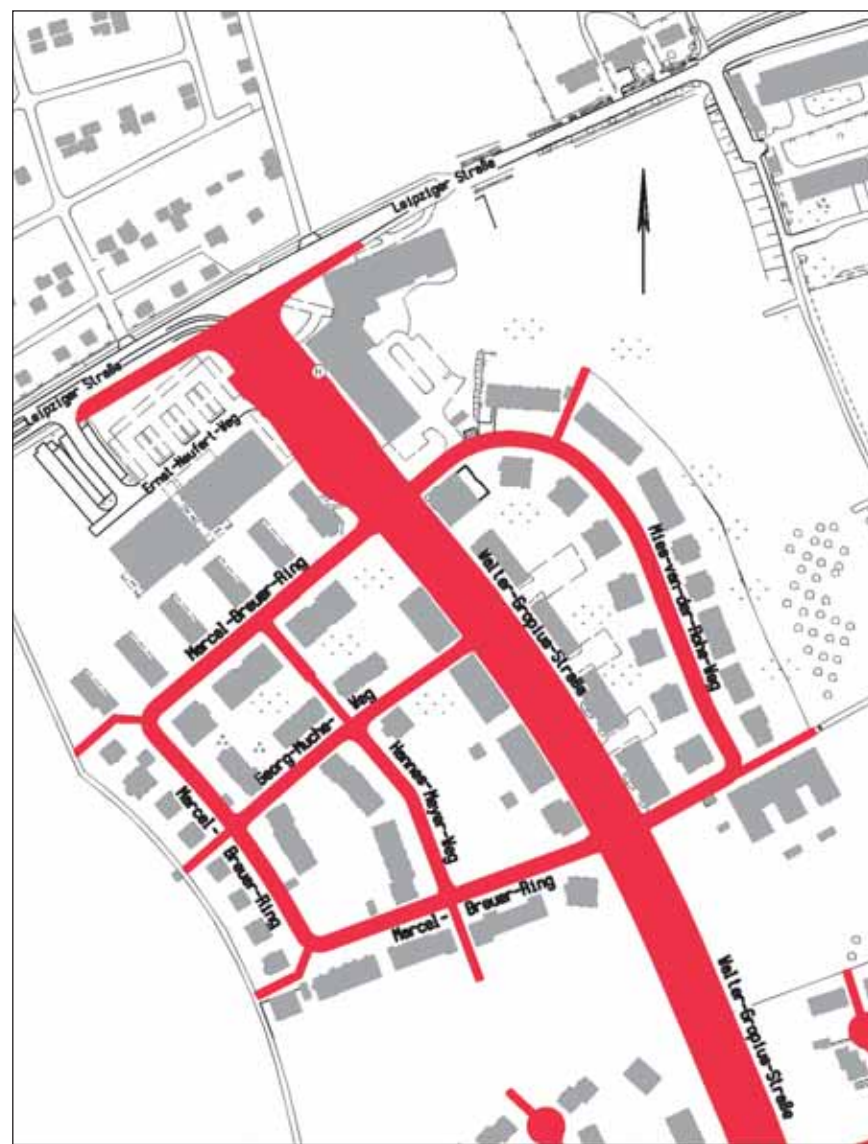 Leipziger Straße
Leipziger Straße
Ernst-Neufert-Weg
Marcel-Breuer-Ring
Walter-Gropius-Straße
Mies-van-der-Rohe-Weg
Georg-Muche-
Weg
Hannes-Meyer-Weg
Marcel-
Breuer-Ring
Marcel-
Breuer-Ring
Walter-Gropius-Straße